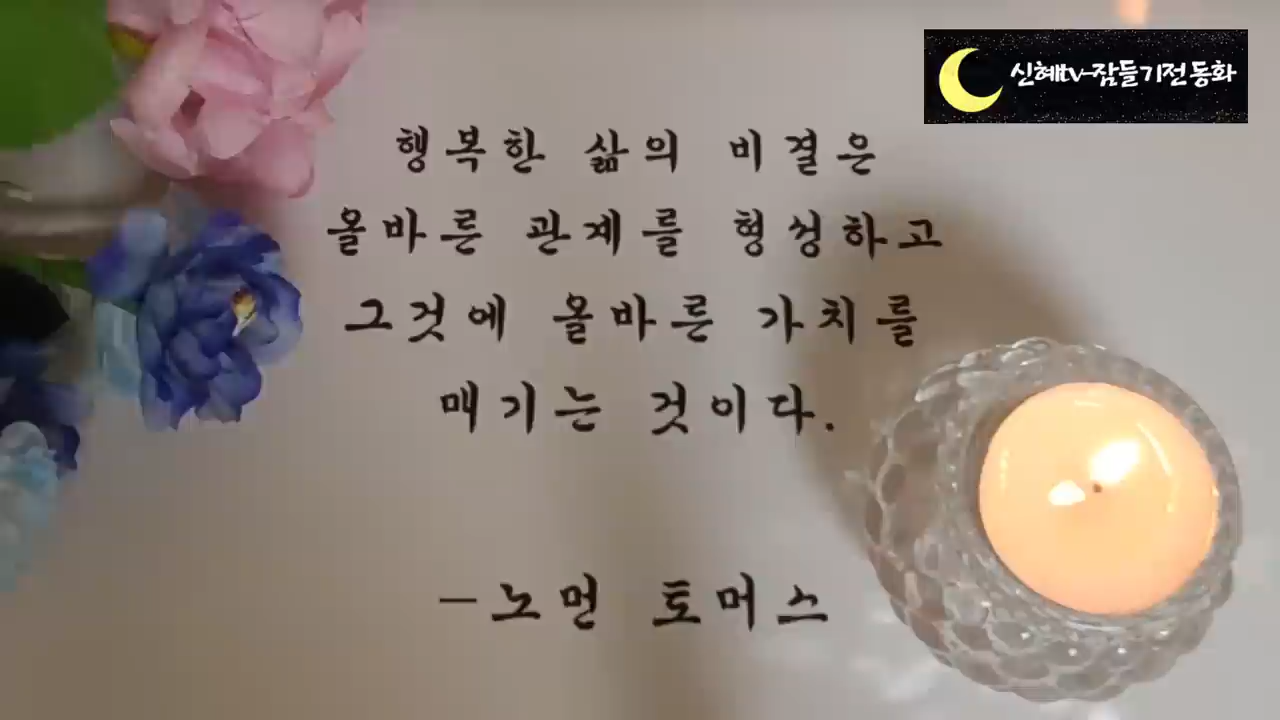 신혜tv-잠들기전 동화
행복한 삶의 비결은
올바른 관계를 형성하고
그것에 올바른 가치를
매기는 것이다.
-노먼 토머스